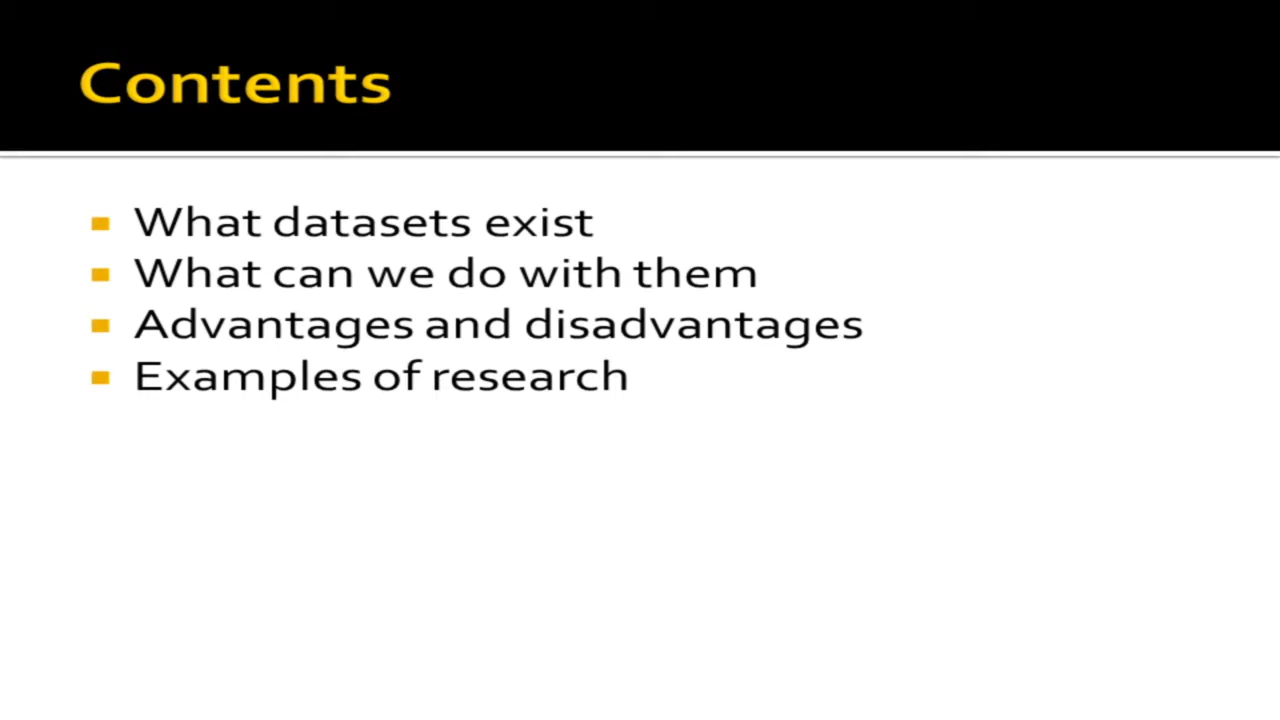 Contents
What datasets exist
What can we do with them
Advantages and disadvantages
Examples of research